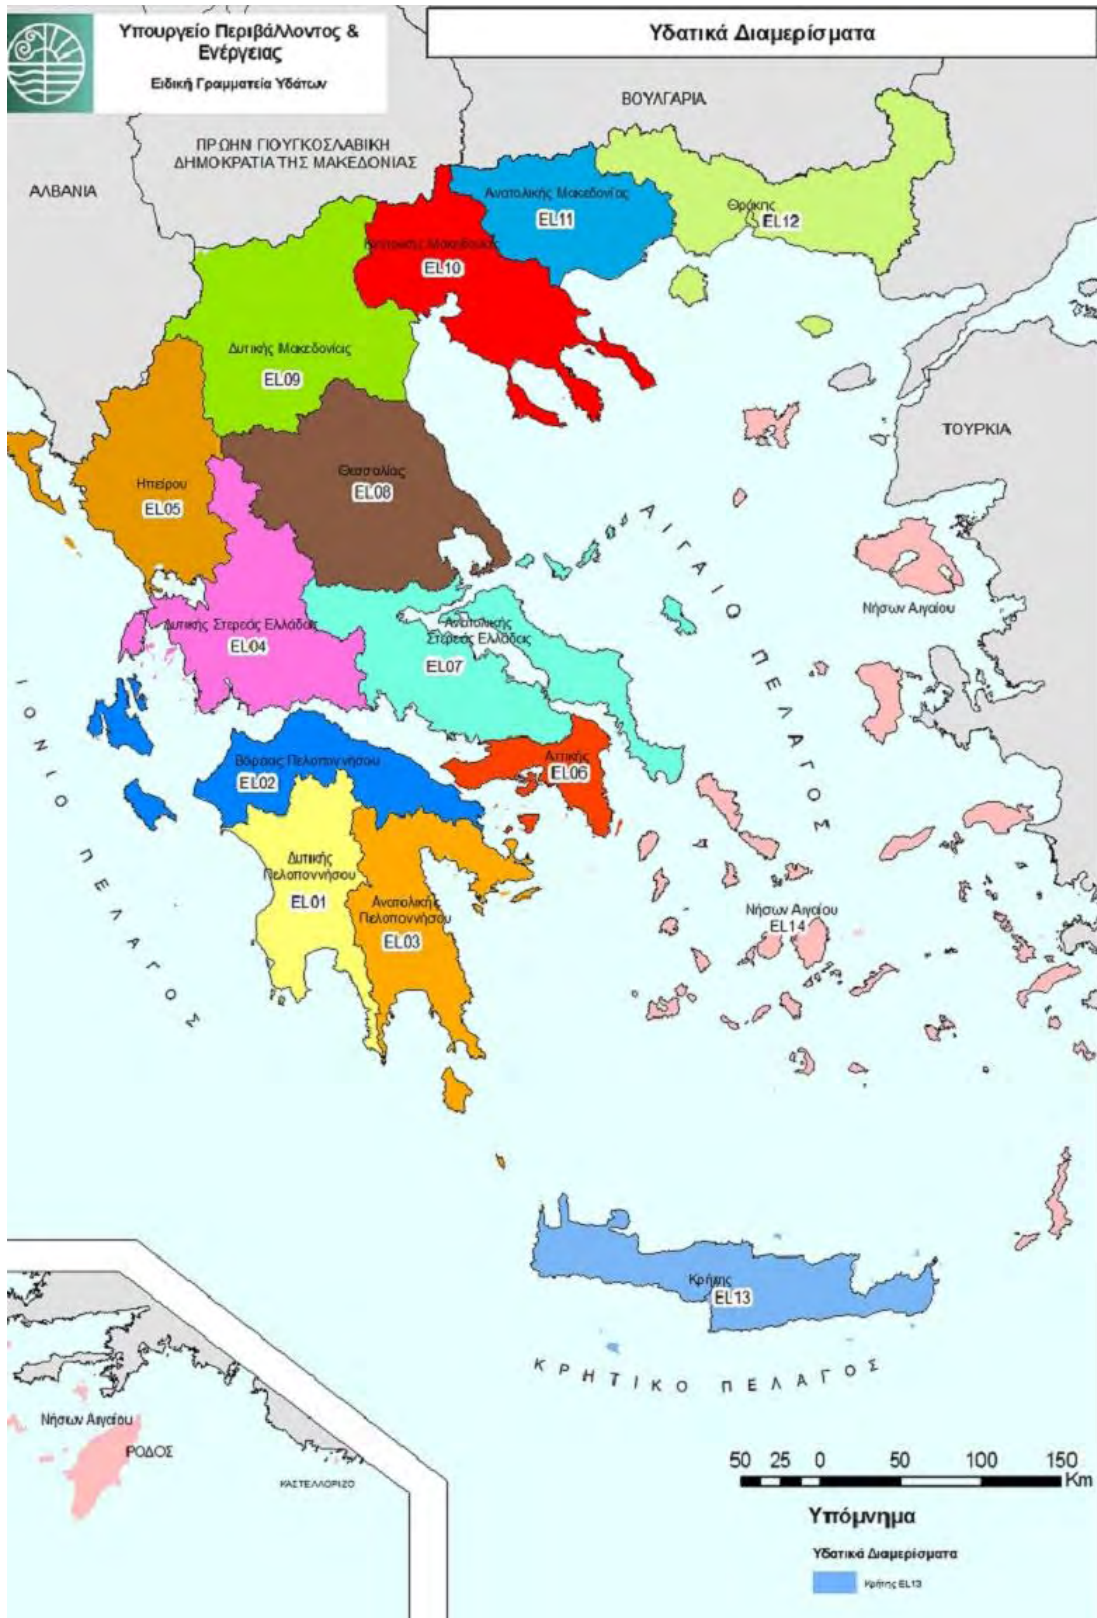 Υπουργείο Περιβάλλοντος &
Ενέργειας
Ειδική Γραμματεία Υδάτων
Υδατικά Διαμερίσματα
ΒΟΥΛΓΑΡΙΑ
ΠΡΩΗΝ ΓΙΟΥΓΚΟΣΛΑΒΙΚΗ
ΔΗΜΟΚΡΑΤΙΑ ΤΗΣ ΜΑΚΕΔΟΝΙΑΣ
ΑΛΒΑΝΙΑ
Ανατολικής Μακεδονίας
EL11
Θράκης
EL12
Κεντρικής Μακεδονίας
EL10
Δυτικής Μακεδονίας
EL09
ΤΟΥΡΚΙΑ
Θεσσαλίας
EL08
Ηπείρου
EL05
ΑΙΓΑΙΟ ΠΕΛΑΓΟΣ
Νήσων Αιγαίου
Δυτικής Στερεάς Ελλάδας
EL04
Ανατολικής
Στερεάς Ελλάδας
EL07
ΙΟΝΙΟ ΠΕΛΑΓΟΣ
Βόρειας Πελοποννήσου
EL02
Αττικής
EL06
Δυτικής
Πελοποννήσου
EL01
Ανατολικής
Πελοποννήσου
EL03
Νήσων Αιγαίου
EL14
Κρήτης
EL13
ΚΡΗΤΙΚΟ ΠΕΛΑΓΟΣ
Νήσων Αιγαίου
ΡΟΔΟΣ
ΚΑΣΤΕΛΛΟΡΙΖΟ
50 25 0 50 100 150
Km
Υπόμνημα
Υδατικά Διαμερίσματα
Κρήτης EL13